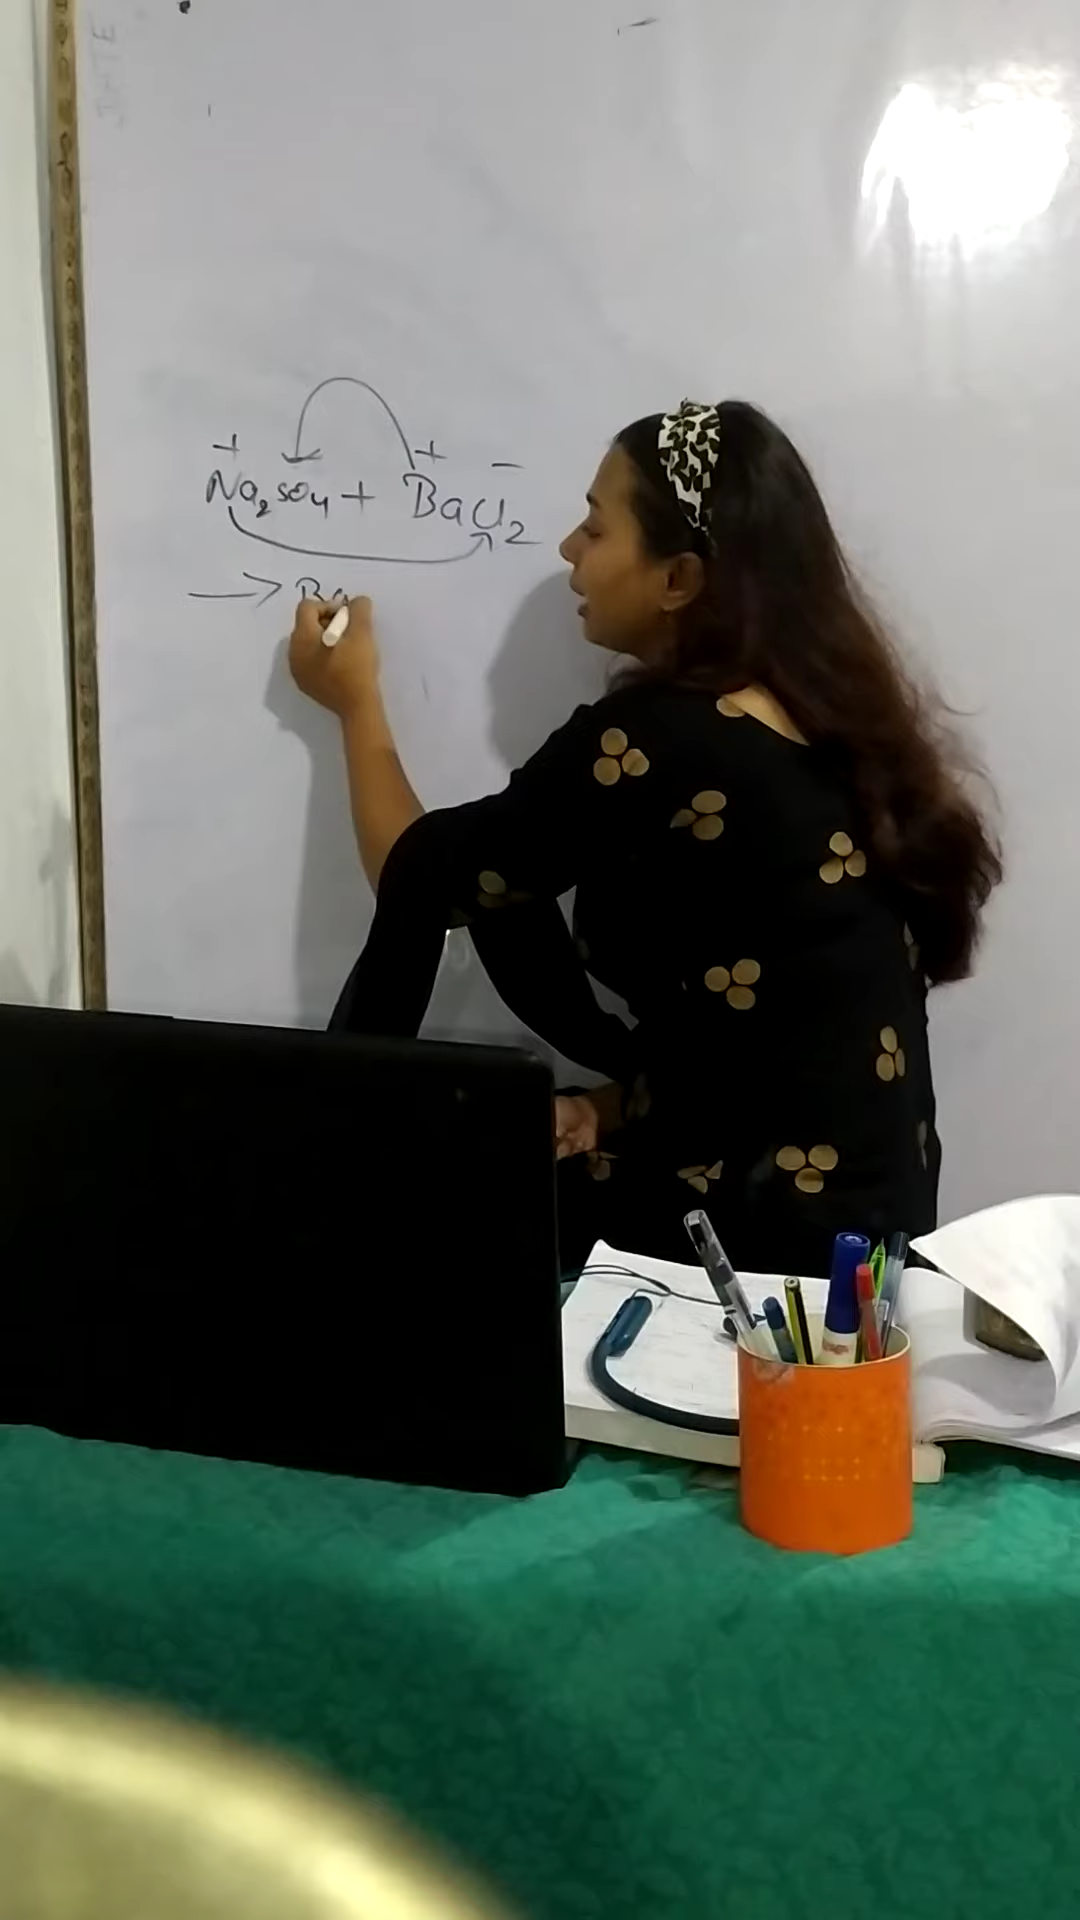 + + −
Na₂SO₄ + BaCl₂
→ Ba